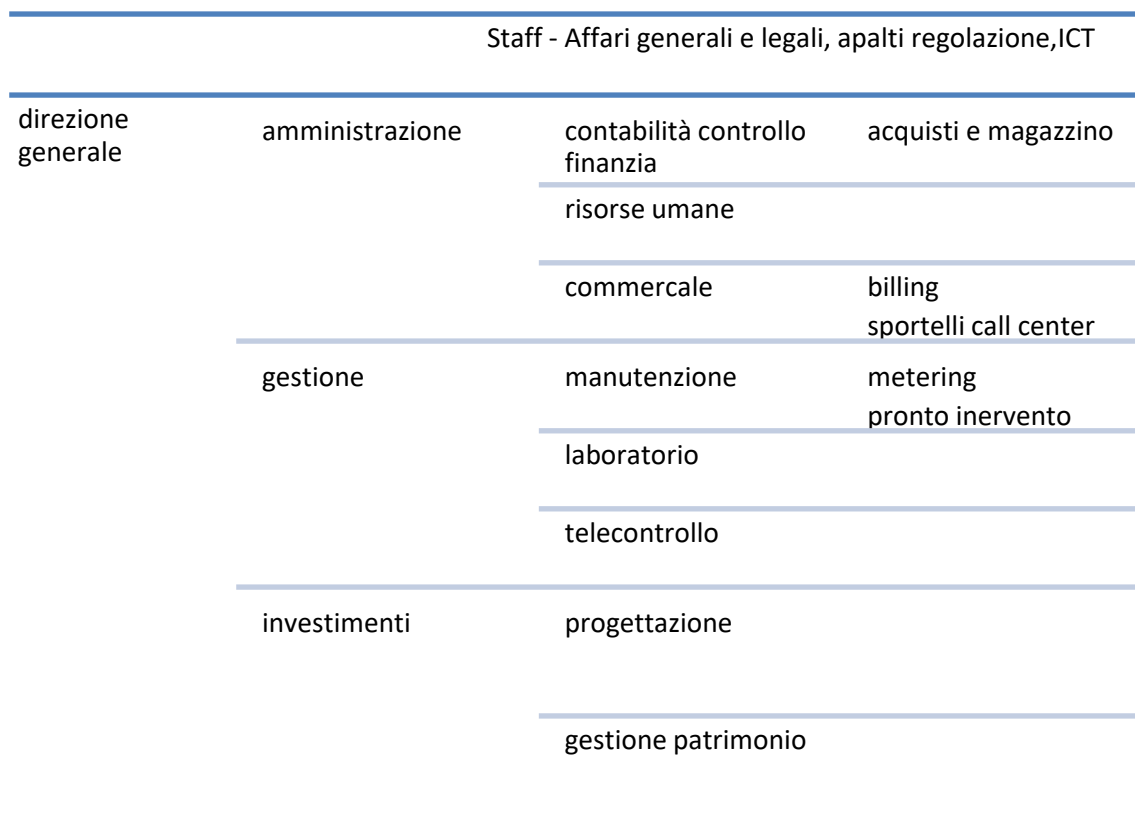 Staff - Affari generali e legali, apalti regolazione,ICT
direzione
generale
amministrazione
contabilità controllo
finanzia
acquisti e magazzino
risorse umane
commercale
billing
sportelli call center
gestione
manutenzione
metering
pronto inervento
laboratorio
telecontrollo
investimenti
progettazione
gestione patrimonio